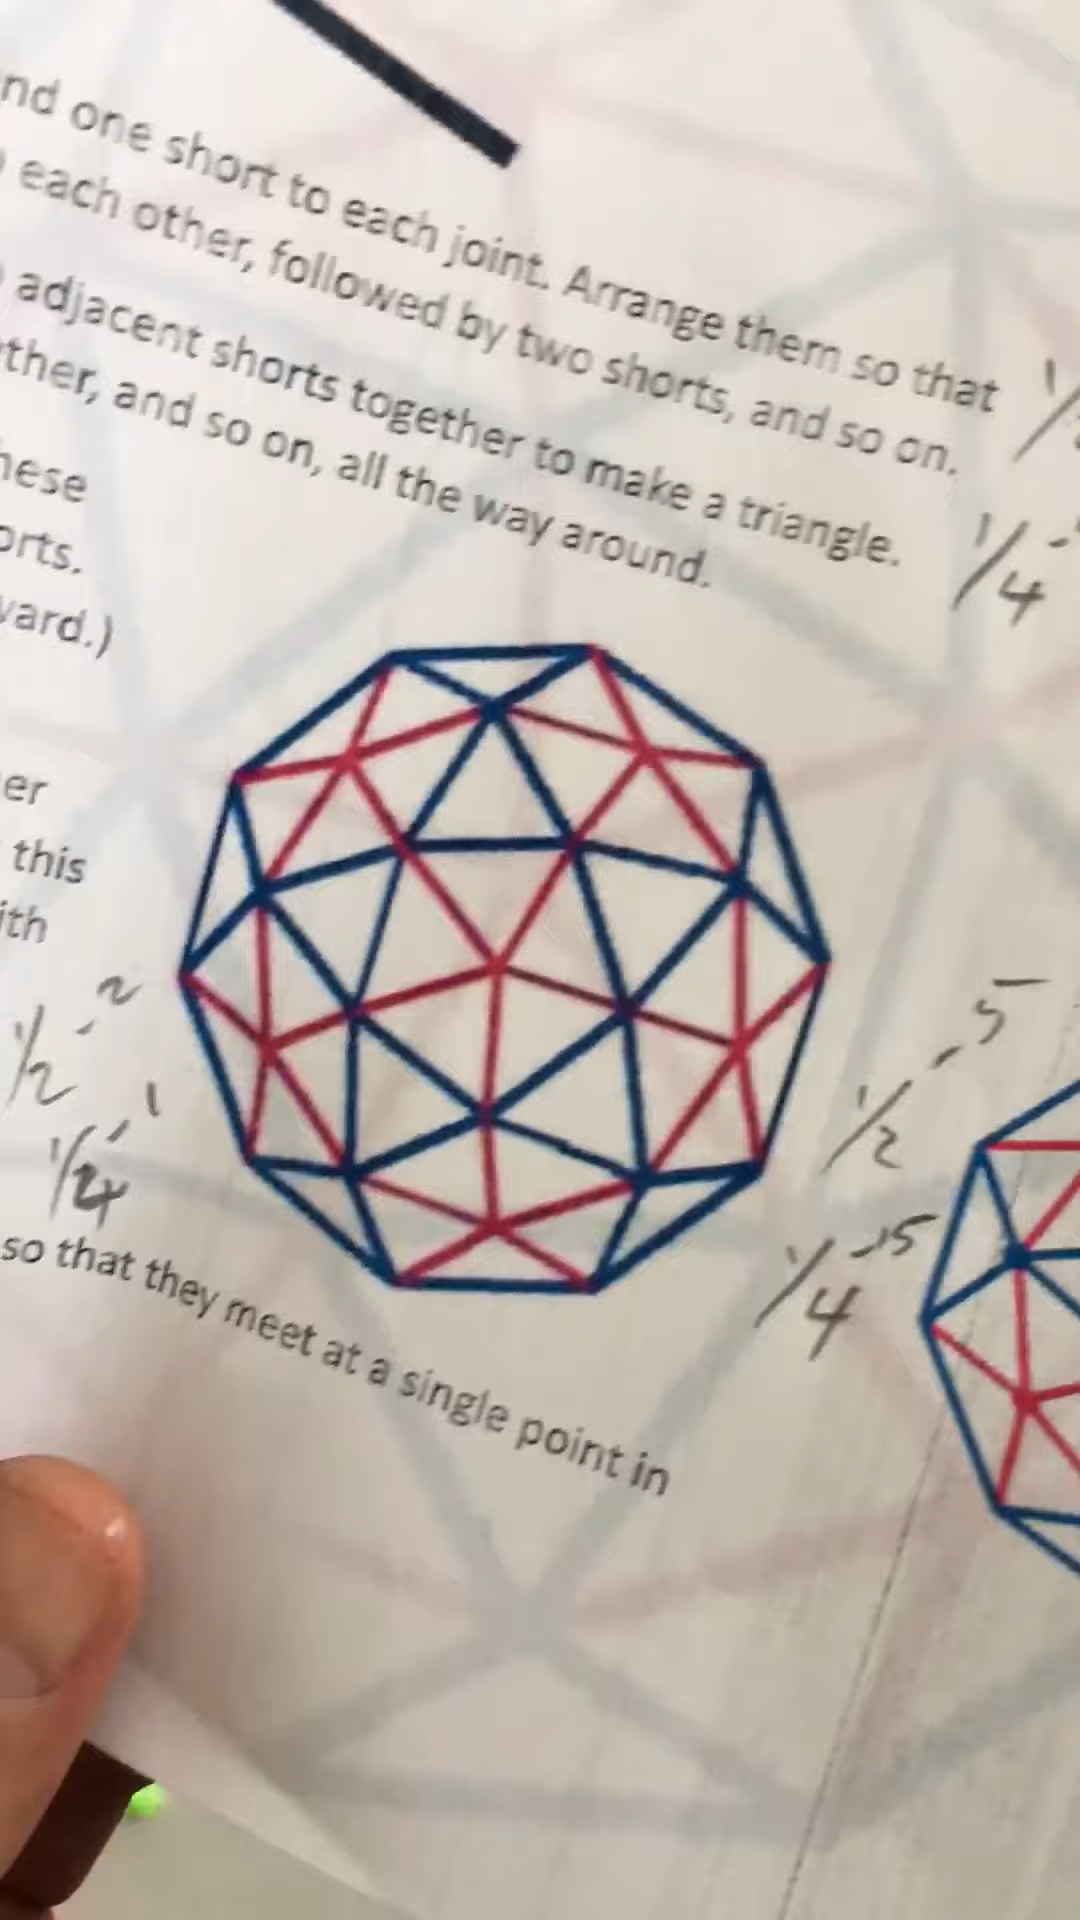 nd one short to each joint. Arrange them so that
each other, followed by two shorts, and so on.
adjacent shorts together to make a triangle.
ther, and so on, all the way around.
hese
orts.
ward.)
er
this
ith
1/2 - 2
1/4 - 1
1/4 -
1/2 - 5
1/4 - 5
so that they meet at a single point in